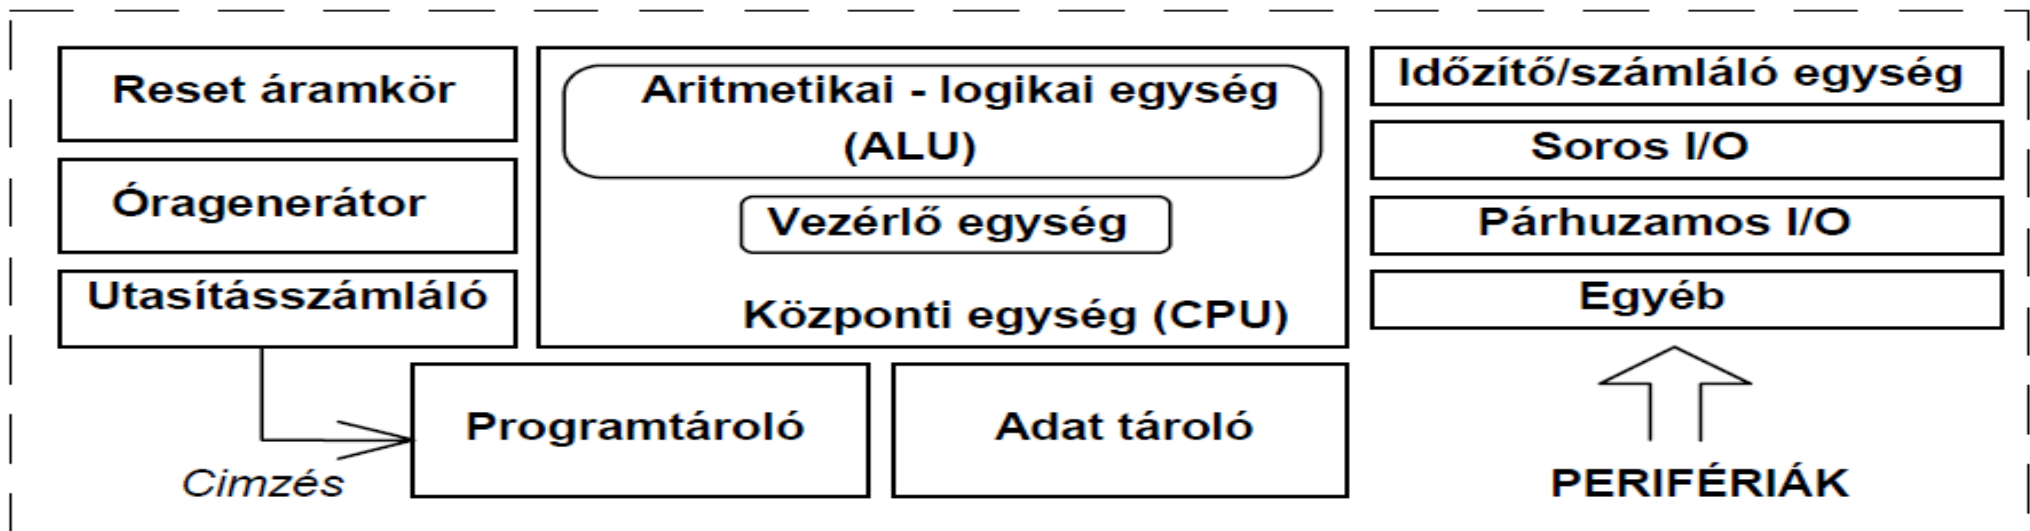 Reset áramkör
Óragenerátor
Utasításszámláló
Aritmetikai - logikai egység
(ALU)
Vezérlő egység
Központi egység (CPU)
Időzítő/számláló egység
Soros I/O
Párhuzamos I/O
Egyéb
Programtároló
Adat tároló
Cimzés
PERIFÉRIÁK